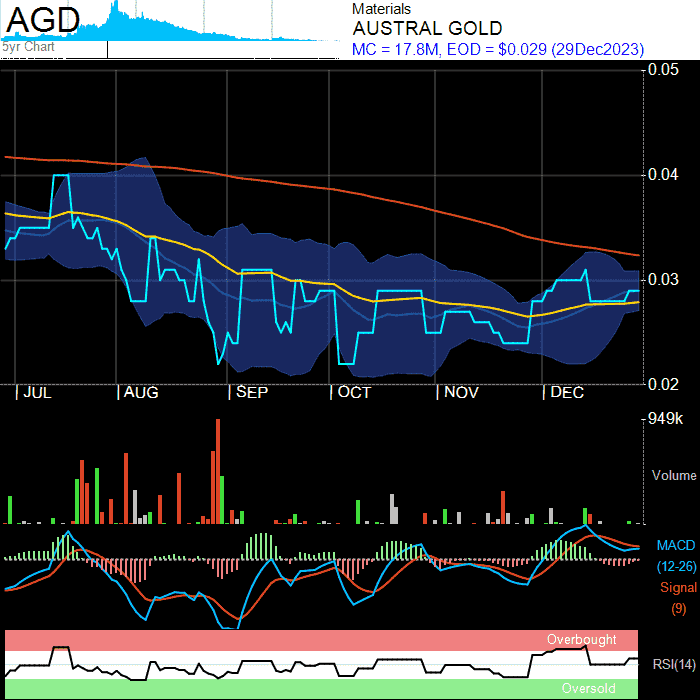 AGD
5yr Chart
Materials
AUSTRAL GOLD
MC = 17.8M, EOD = $0.029 (29Dec2023)
0.05
0.04
0.03
0.02
JUL AUG SEP OCT NOV DEC
949k
Volume
MACD
(12-26)
Signal
(9)
Overbought
RSI(14)
Oversold